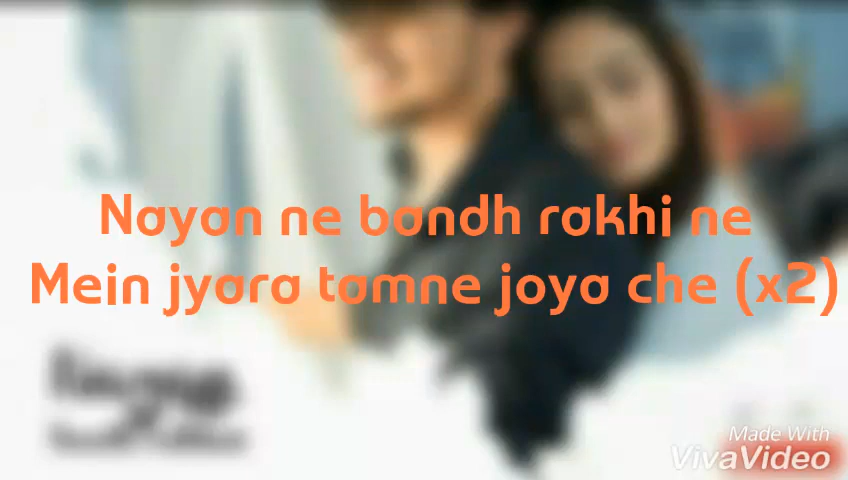 Nayan ne bandh rakhi ne
Mein jyara tamne joya che (x2)
Made With
VivaVideo